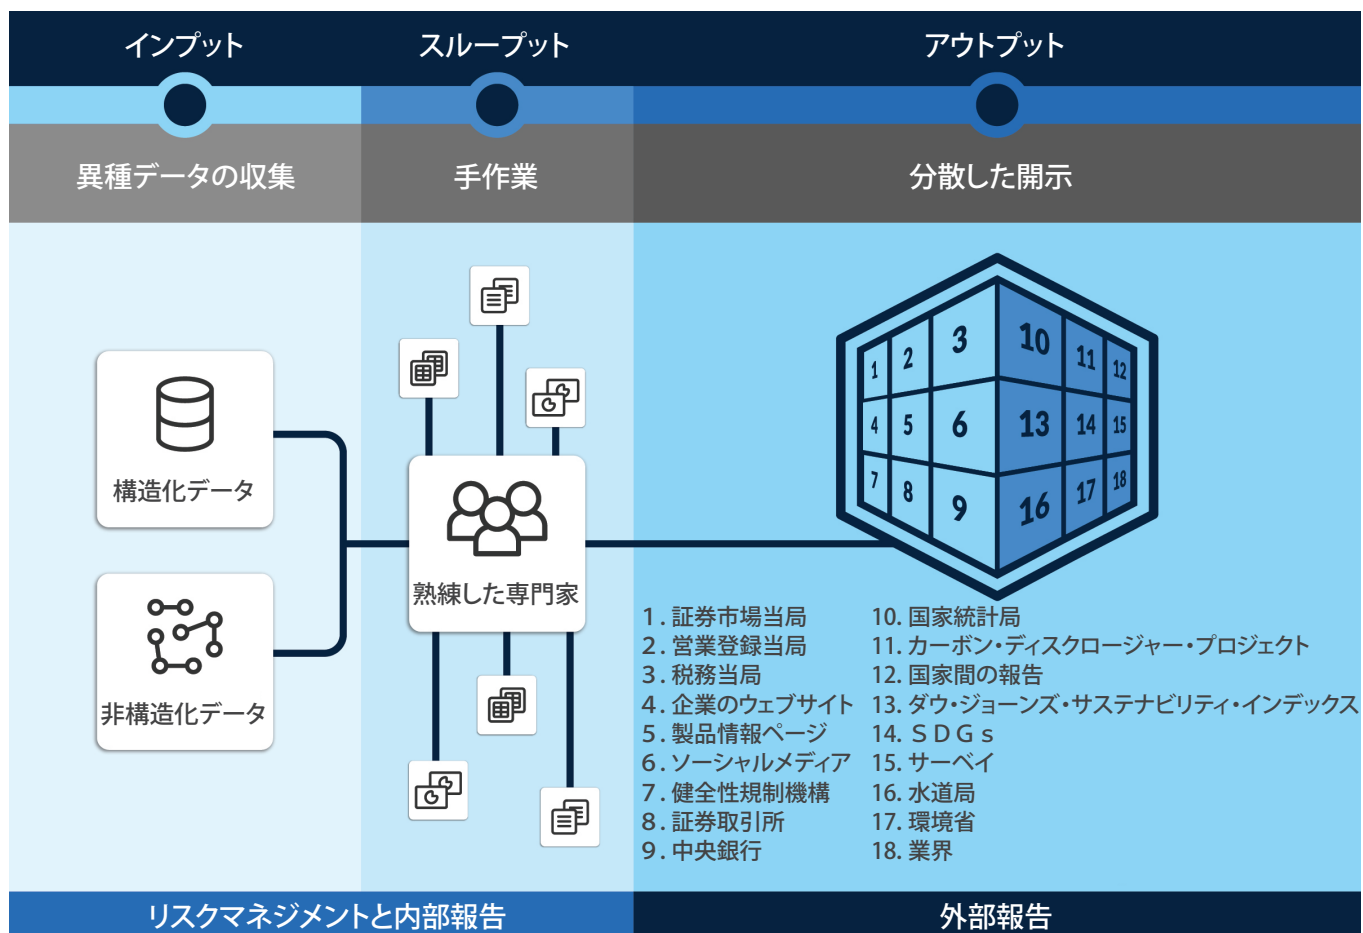 インプット
スループット
アウトプット
異種データの収集
手作業
分散した開示
構造化データ
非構造化データ
熟練した専門家
1 2 3 10 11 12
4 5 6 13 14 15
7 8 9 16 17 18
1. 証券市場当局
2. 営業登録当局
3. 税務当局
4. 企業のウェブサイト
5. 製品情報ページ
6. ソーシャルメディア
7. 健全性規制機構
8. 証券取引所
9. 中央銀行
10. 国家統計局
11. カーボン・ディスクロージャー・プロジェクト
12. 国家間の報告
13. ダウ・ジョーンズ・サステナビリティ・インデックス
14. ＳＤＧｓ
15. サーベイ
16. 水道局
17. 環境省
18. 業界
リスクマネジメントと内部報告
外部報告